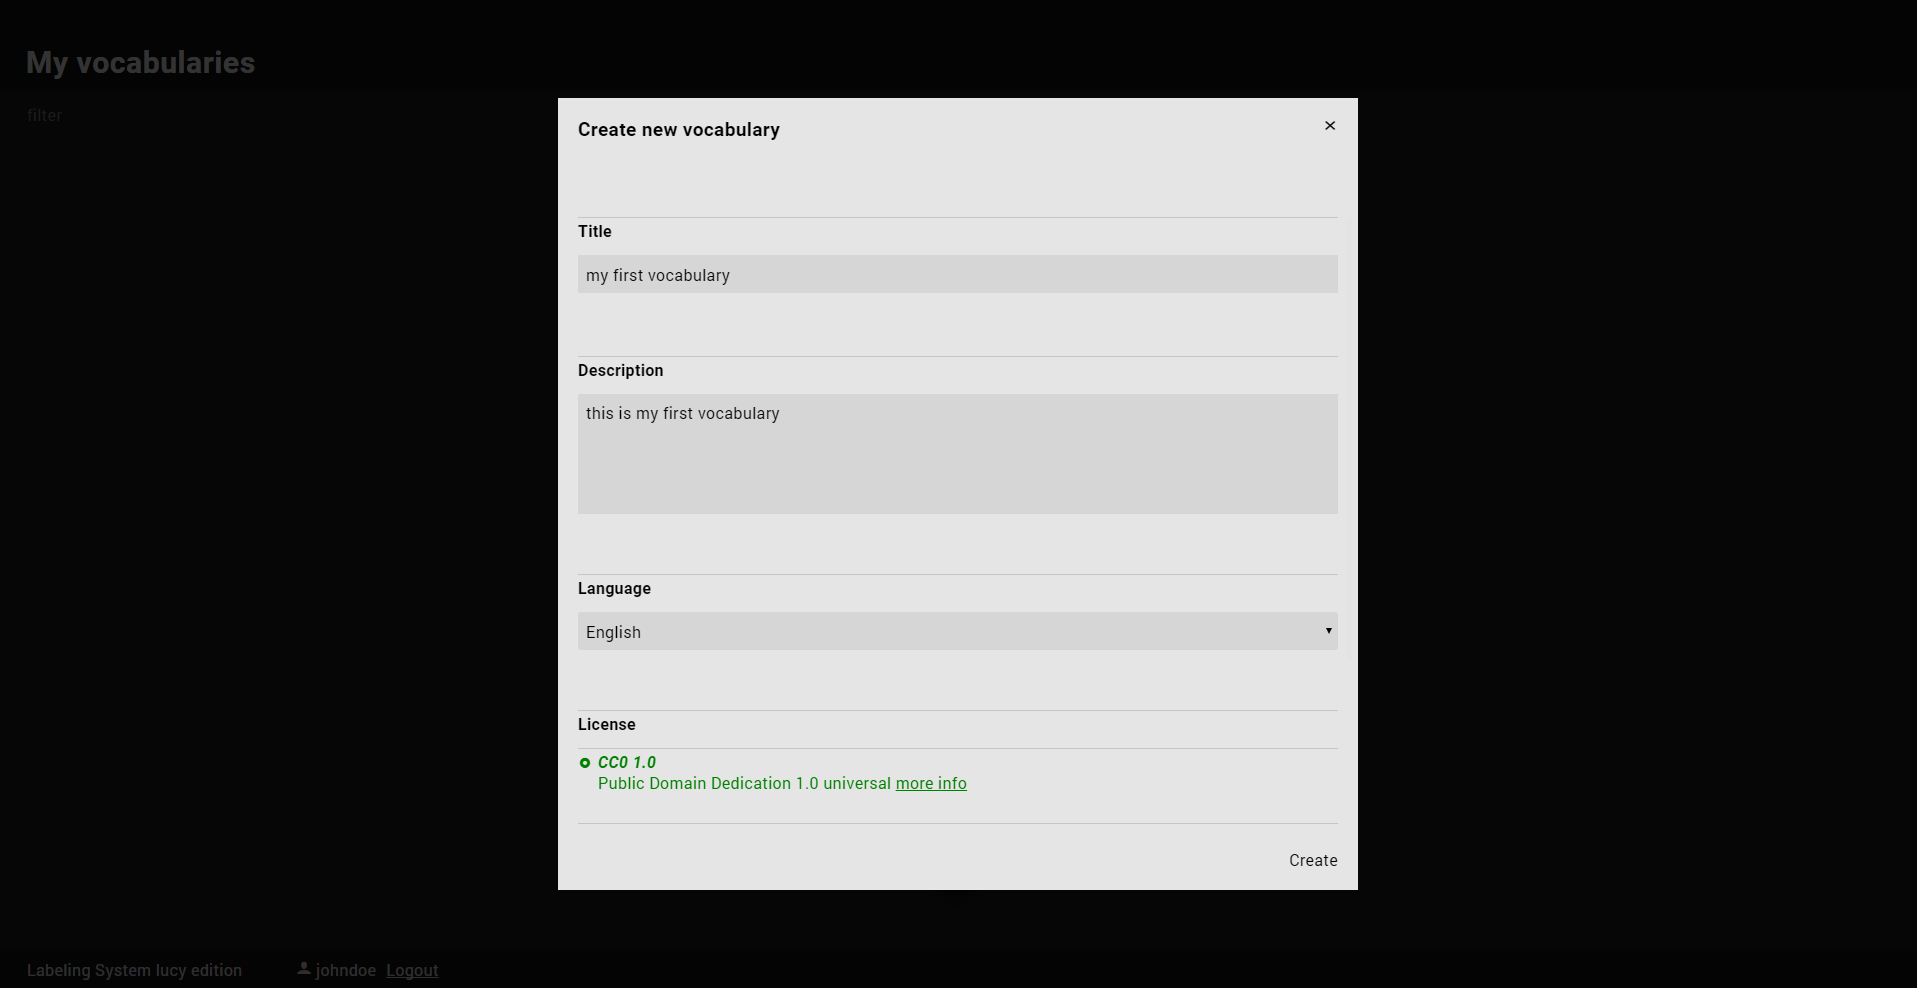 My vocabularies
filter
Create new vocabulary ×
Title
my first vocabulary
Description
this is my first vocabulary
Language
English
License
CC0 1.0
Public Domain Dedication 1.0 universal more info
Create
Labeling System lucy edition johndoe Logout